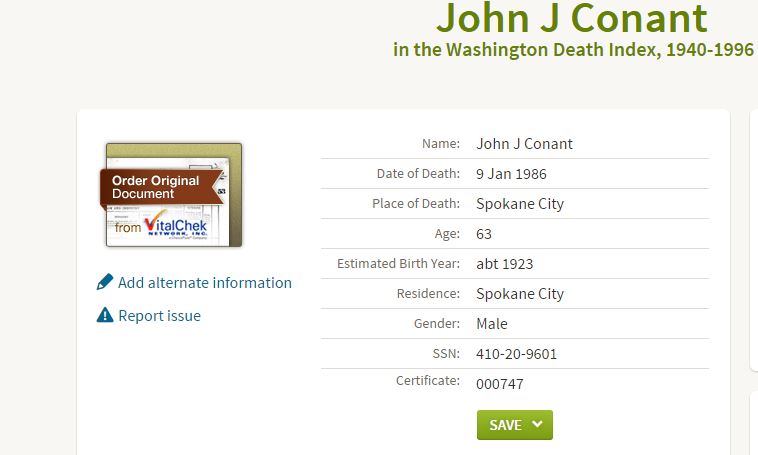 John J Conant
in the Washington Death Index, 1940-1996
Order Original
Document
from VitalChek
NETWORK, INC.
Add alternate information
Report issue
Name: John J Conant
Date of Death: 9 Jan 1986
Place of Death: Spokane City
Age: 63
Estimated Birth Year: abt 1923
Residence: Spokane City
Gender: Male
SSN: 410-20-9601
Certificate: 000747
SAVE